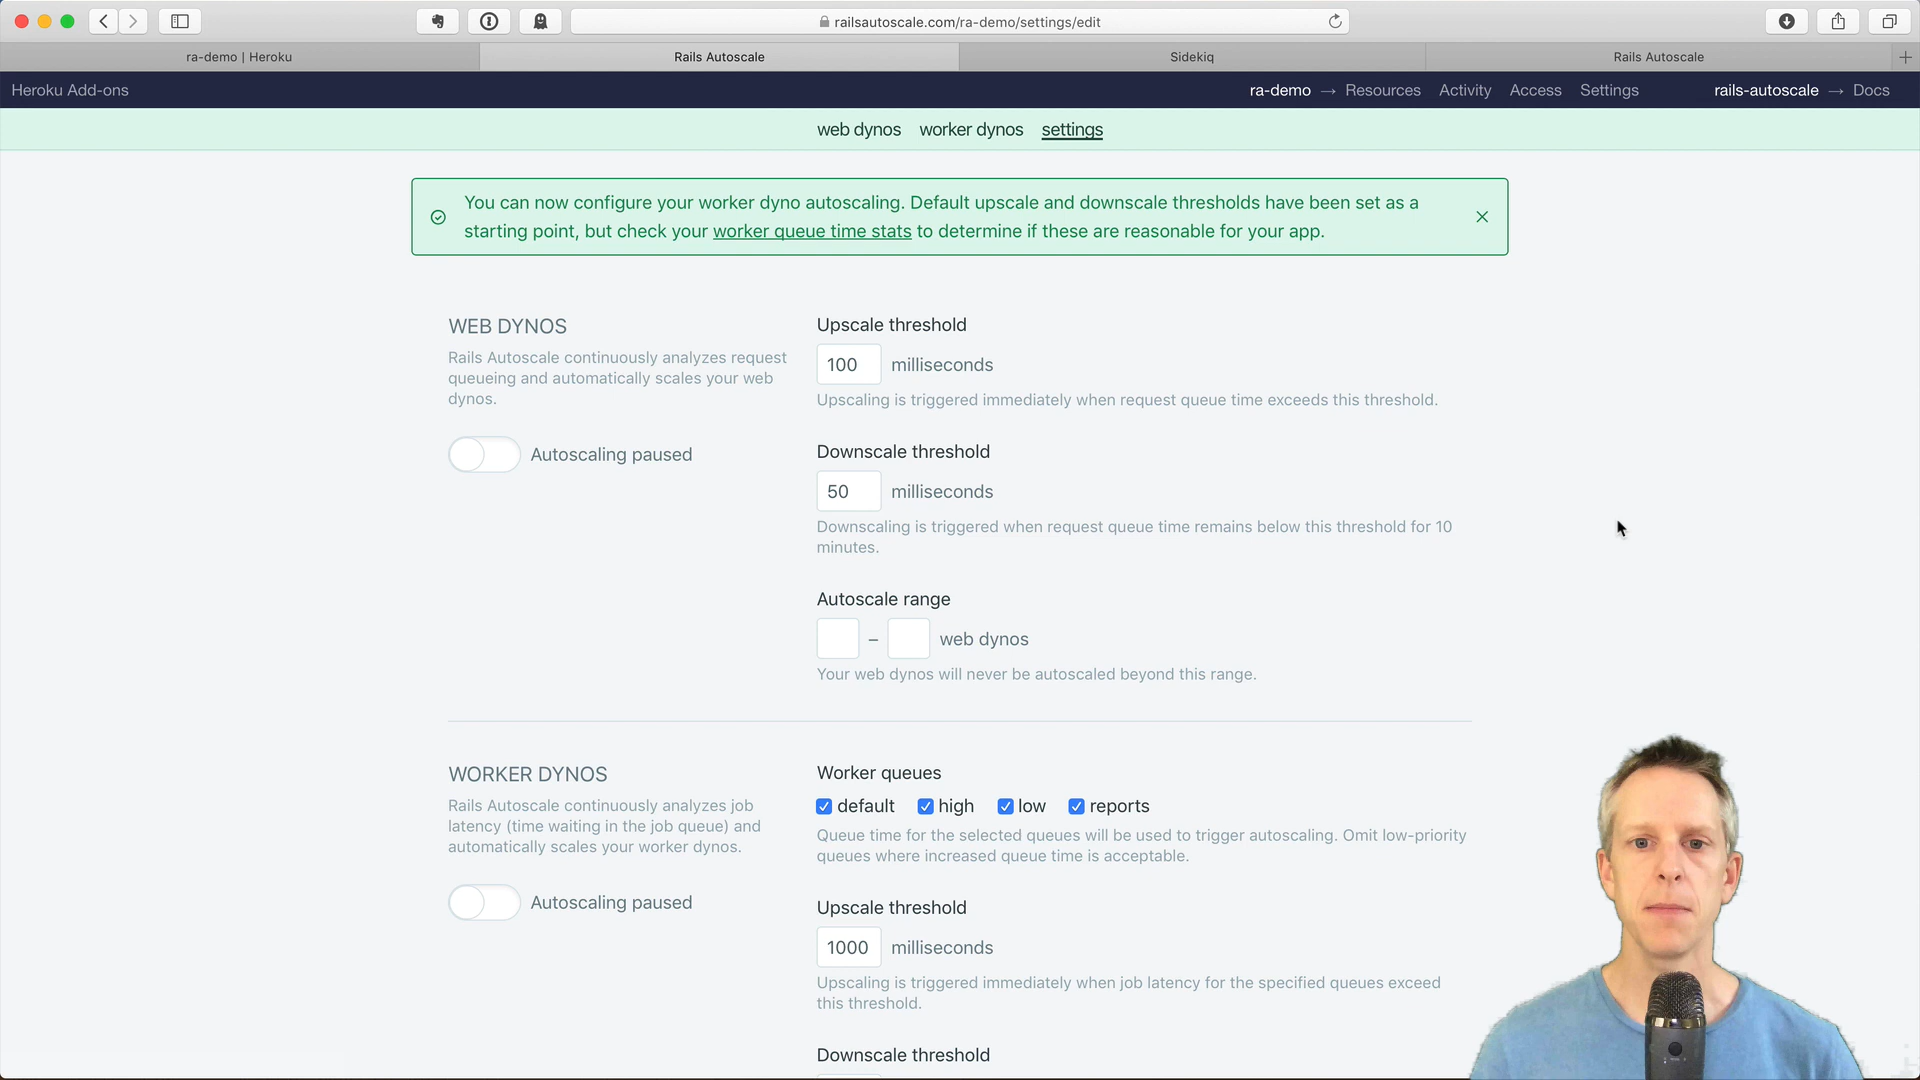 railsautoscale.com/ra-demo/settings/edit
ra-demo | Heroku
Rails Autoscale
Sidekiq
Rails Autoscale
Heroku Add-ons
ra-demo → Resources Activity Access Settings rails-autoscale → Docs
web dynos worker dynos settings
You can now configure your worker dyno autoscaling. Default upscale and downscale thresholds have been set as a
starting point, but check your worker queue time stats to determine if these are reasonable for your app.
WEB DYNOS
Rails Autoscale continuously analyzes request
queueing and automatically scales your web
dynos.
Autoscaling paused
Upscale threshold
100 milliseconds
Upscaling is triggered immediately when request queue time exceeds this threshold.
Downscale threshold
50 milliseconds
Downscaling is triggered when request queue time remains below this threshold for 10
minutes.
Autoscale range
– web dynos
Your web dynos will never be autoscaled beyond this range.
WORKER DYNOS
Rails Autoscale continuously analyzes job
latency (time waiting in the job queue) and
automatically scales your worker dynos.
Autoscaling paused
Worker queues
default high low reports
Queue time for the selected queues will be used to trigger autoscaling. Omit low-priority
queues where increased queue time is acceptable.
Upscale threshold
1000 milliseconds
Upscaling is triggered immediately when job latency for the specified queues exceed
this threshold.
Downscale threshold